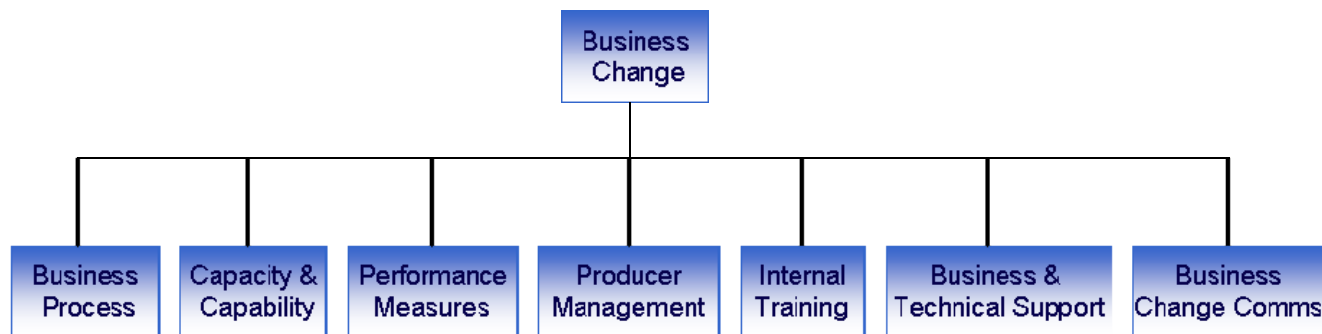 Business
Change
Business
Process
Capacity &
Capability
Performance
Measures
Producer
Management
Internal
Training
Business &
Technical Support
Business
Change Comms